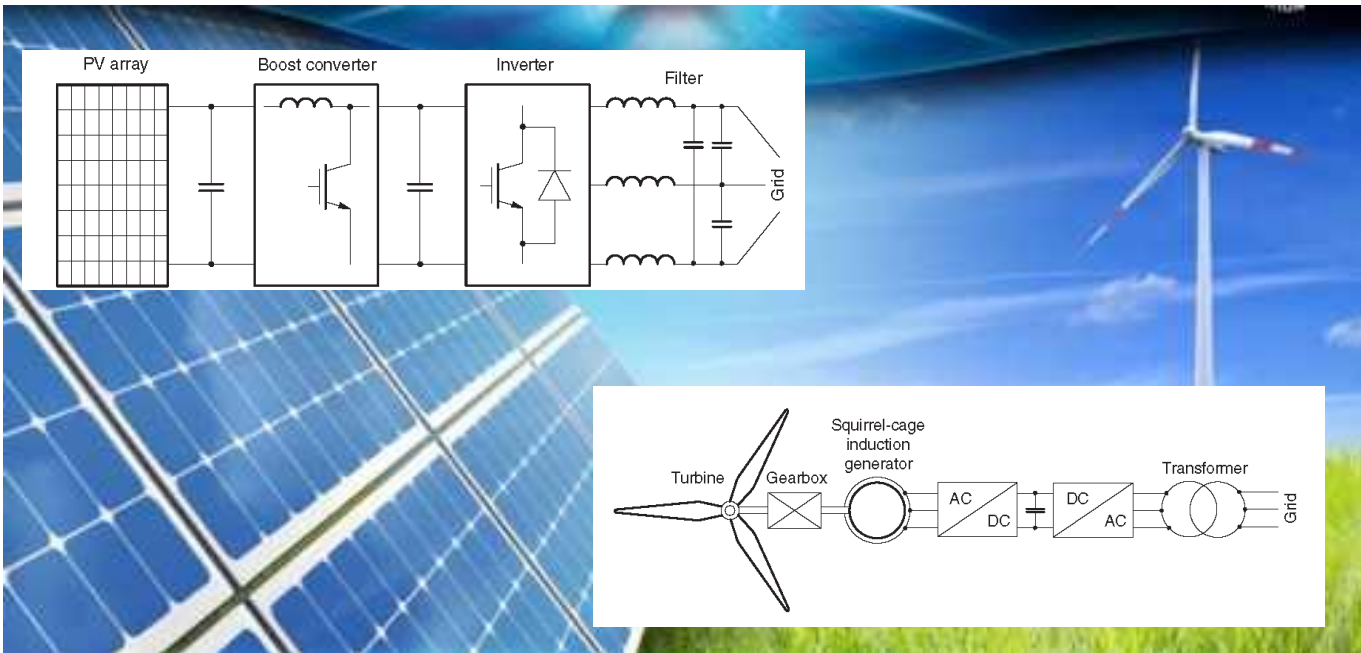 PV array
Boost converter
Inverter
Filter
Grid
Squirrel-cage
induction
generator
Turbine
Gearbox
Transformer
AC
DC
DC
AC
Grid